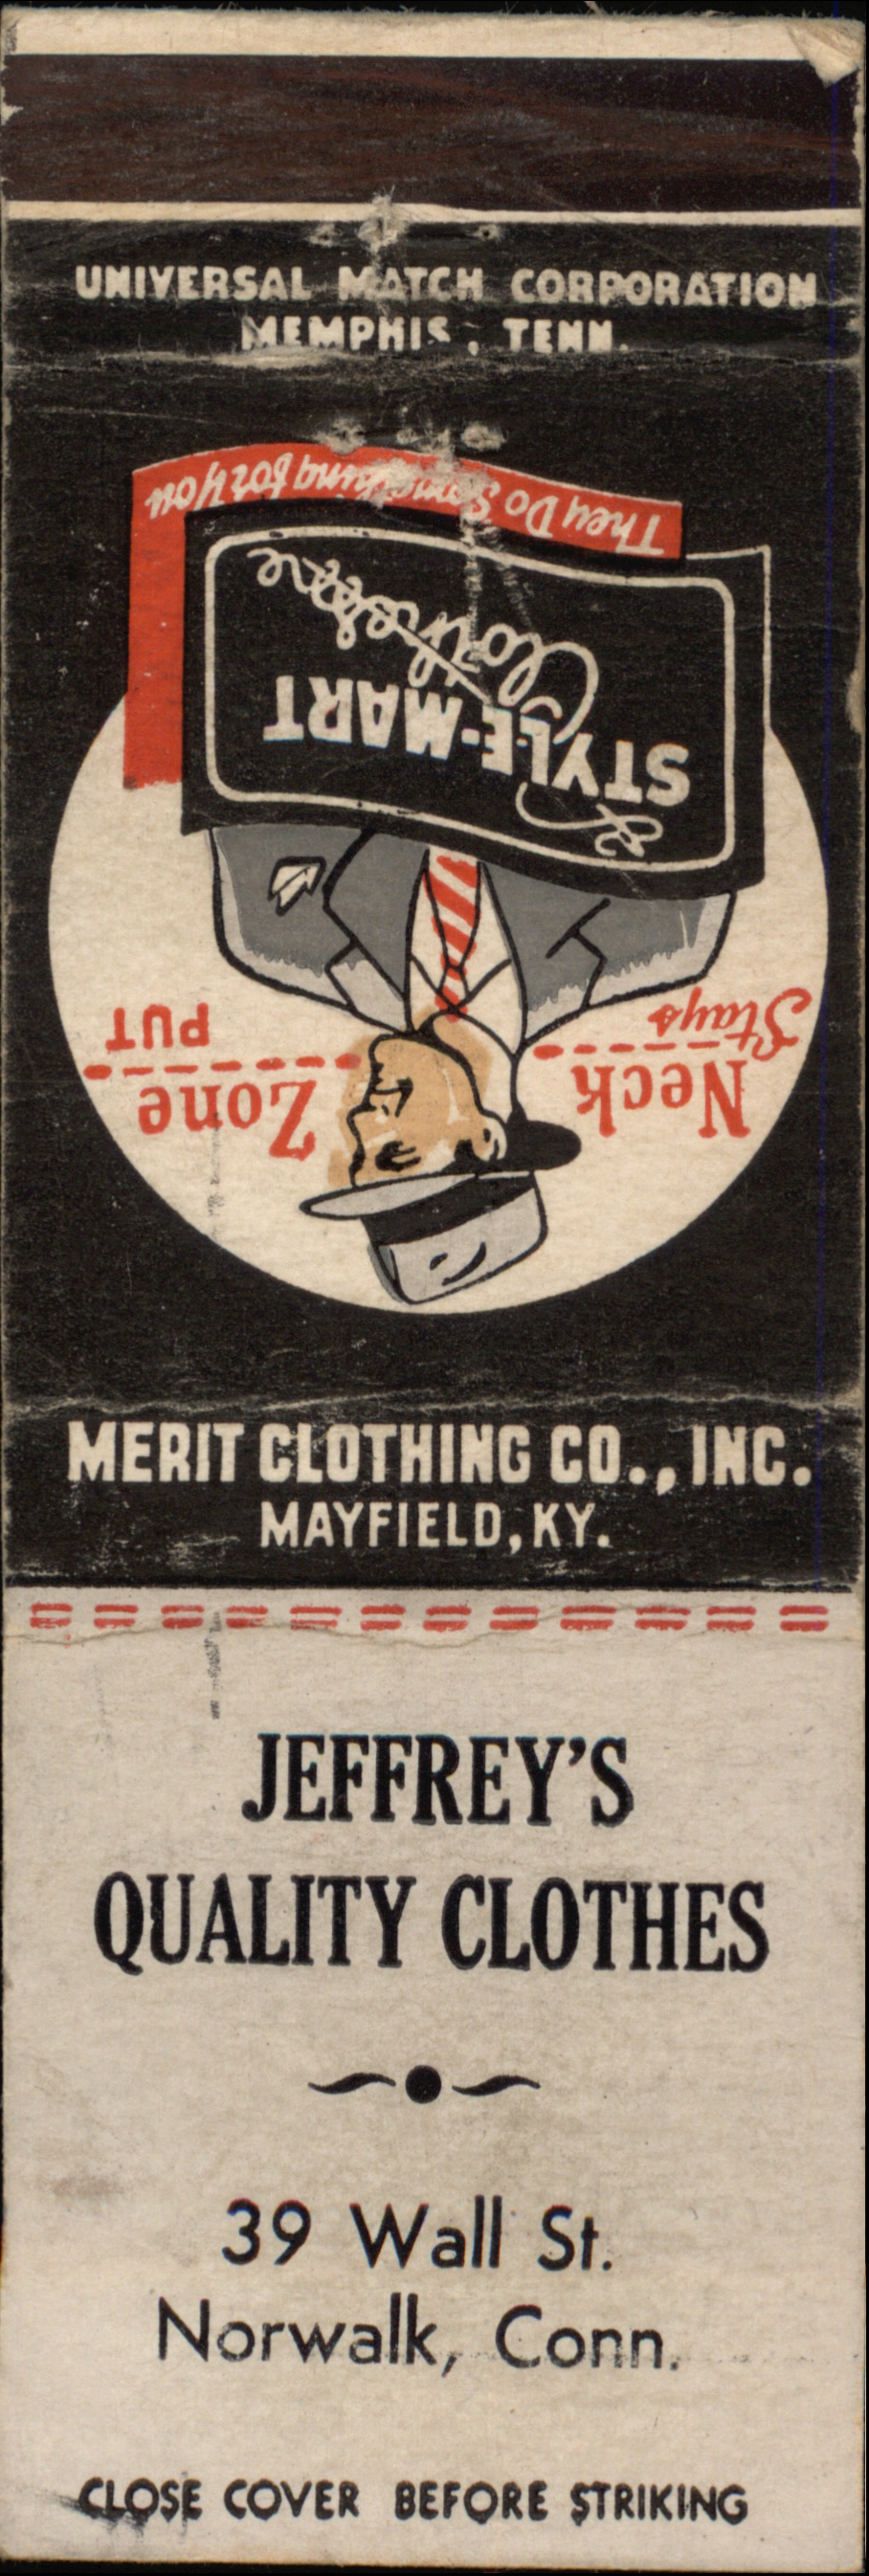 UNIVERSAL MATCH CORPORATION
MEMPHIS, TENN.
Neck Zone
Stays PUT
STYLE-MART
Clothes
They Do Something for You
MERIT CLOTHING CO., INC.
MAYFIELD, KY.
JEFFREY'S
QUALITY CLOTHES
39 Wall St.
Norwalk, Conn.
CLOSE COVER BEFORE STRIKING